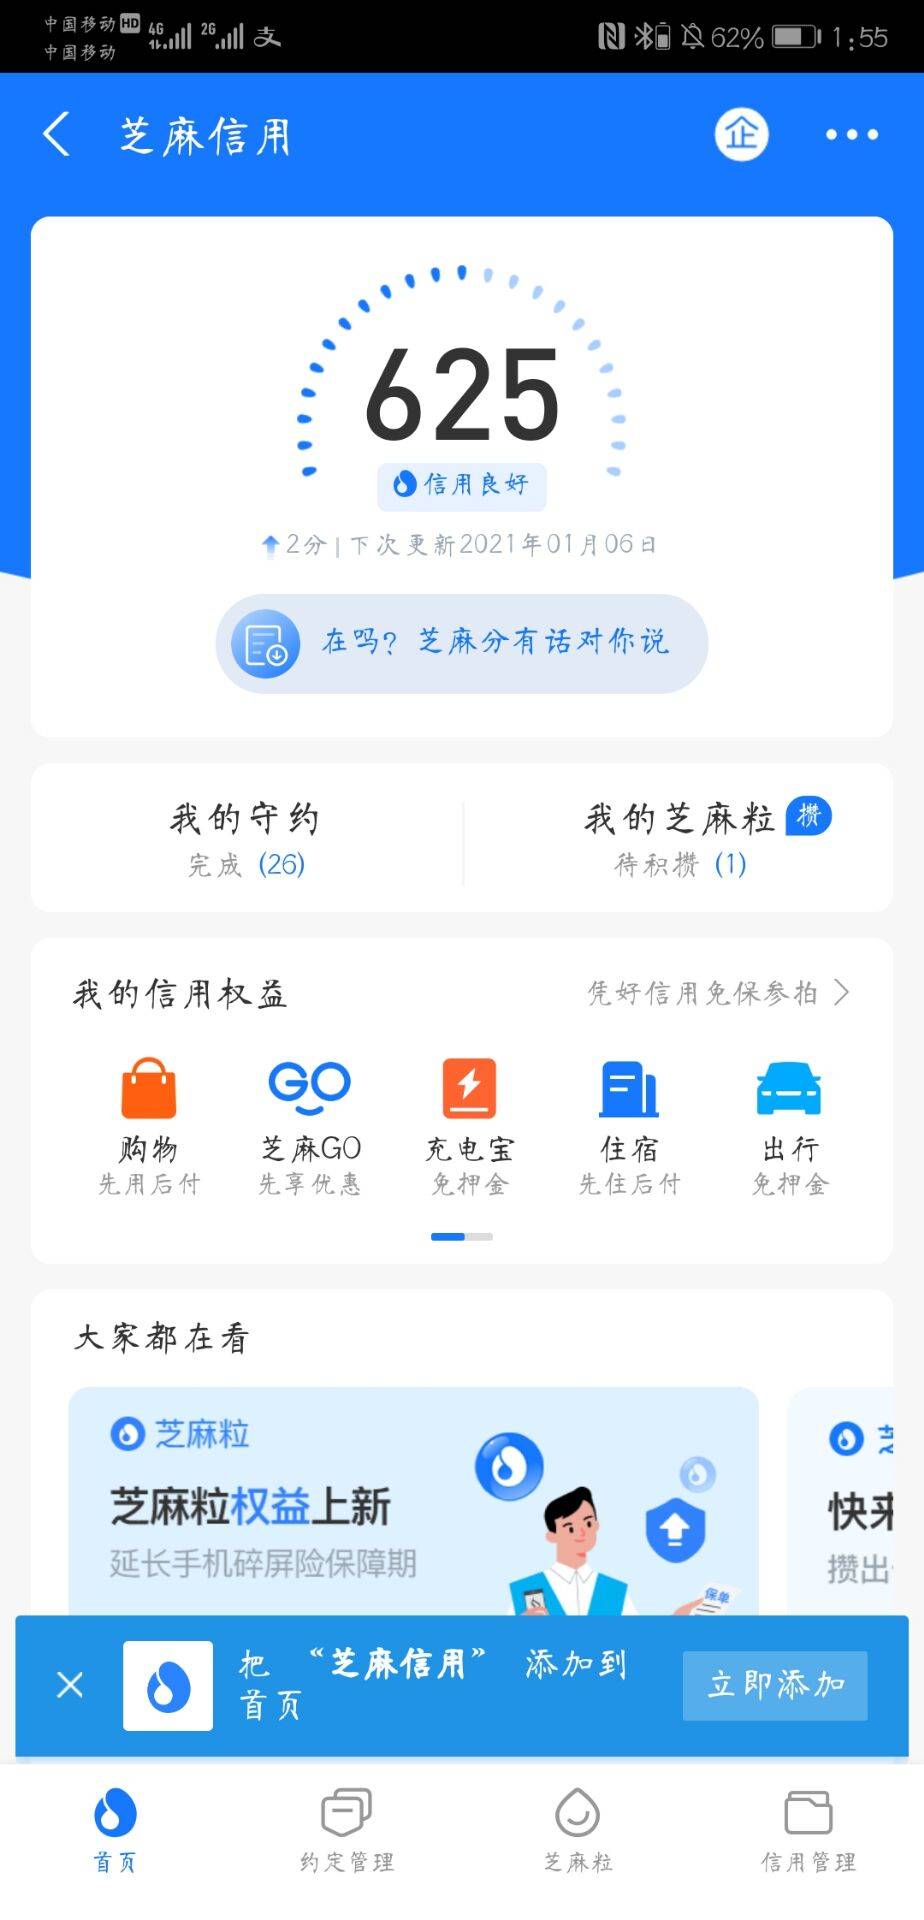 中国移动HD 4G 2G 支 62% 1:55
中国移动
芝麻信用 企
625
信用良好
2分|下次更新2021年01月06日
在吗？芝麻分有话对你说
我的守约 我的芝麻粒 攒
完成 (26) 待积攒 (1)
我的信用权益 凭好信用免保参拍
购物 芝麻GO 充电宝 住宿 出行
先用后付 先享优惠 免押金 先住后付 免押金
大家都在看
芝麻粒
芝麻粒权益上新 快来
延长手机碎屏险保障期 攒出
保单
把 “芝麻信用” 添加到
首页
立即添加
首页 约定管理 芝麻粒 信用管理